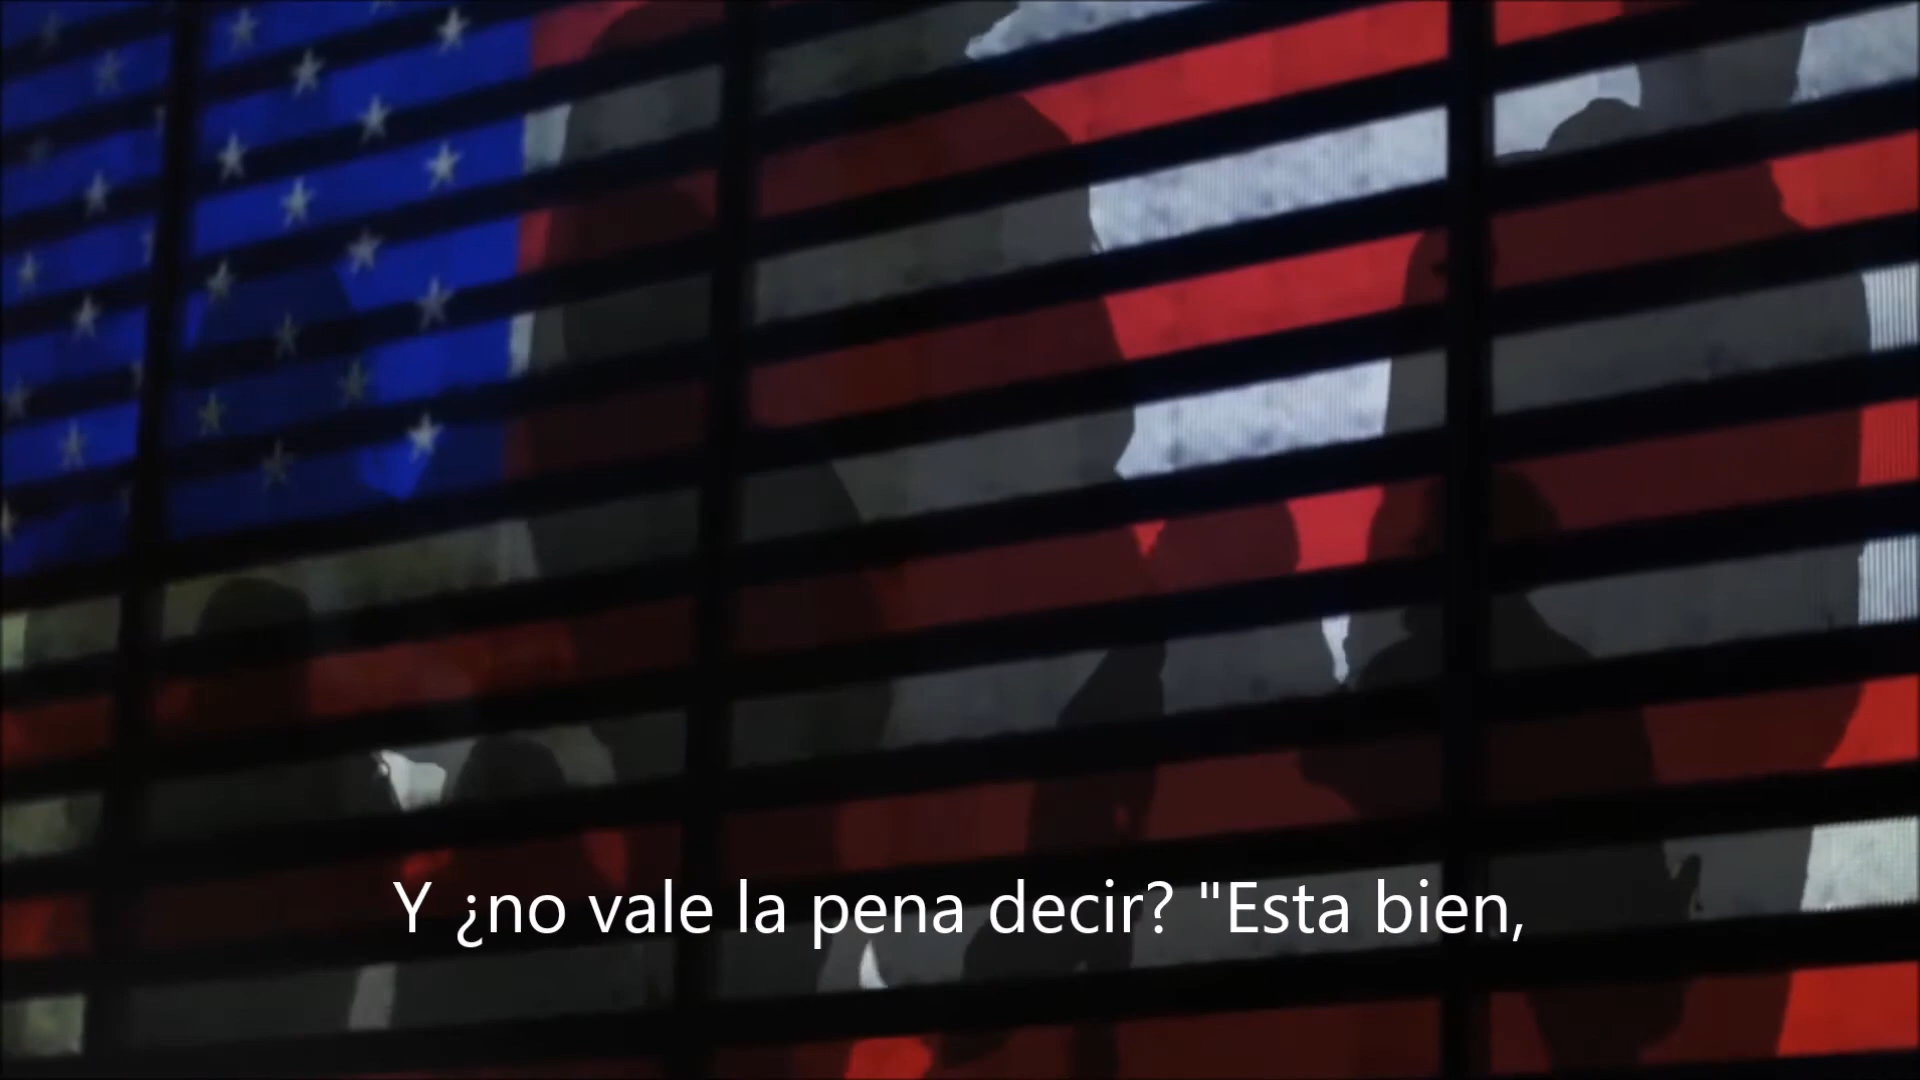 Y ¿no vale la pena decir? "Esta bien,